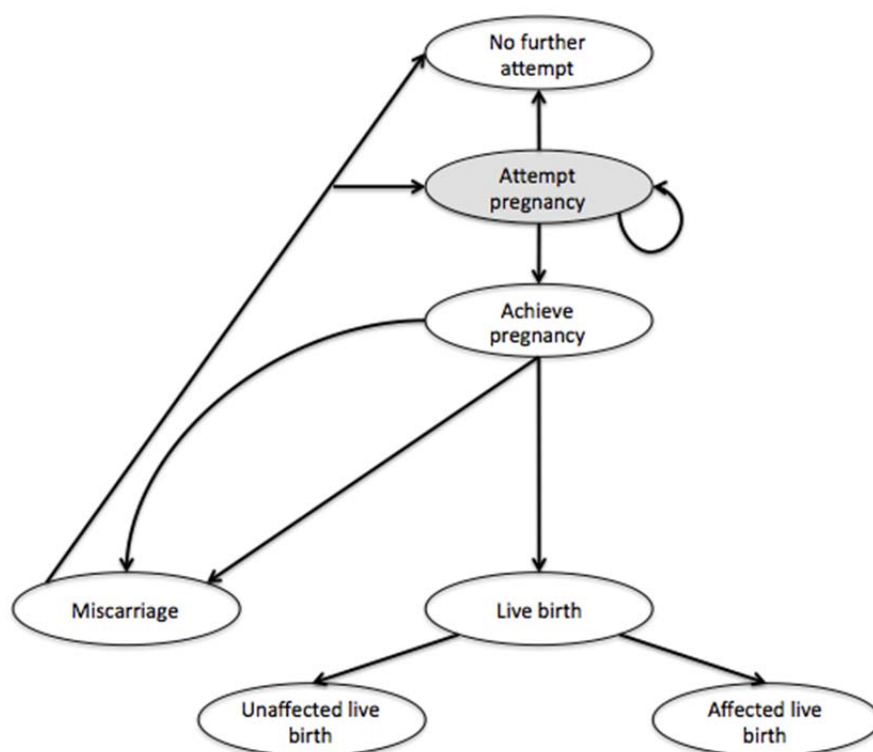 No further
attempt
Attempt
pregnancy
Achieve
pregnancy
Miscarriage
Live birth
Unaffected live
birth
Affected live
birth